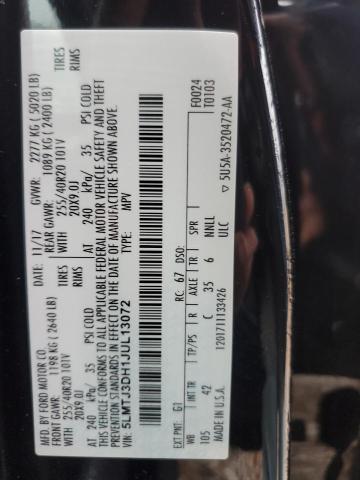 MFD. BY FORD MOTOR CO.
DATE: 11/17 GVWR: 2277 KG (5020 LB)
FRONT GAWR: 1198 KG (2640 LB) REAR GAWR: 1089 KG (2400 LB)
WITH 255/40R20 101V TIRES WITH 255/40R20 101V TIRES
20X9.0J RIMS 20X9.0J RIMS
AT 240 kPa/ 35 PSI COLD AT 240 kPa/ 35 PSI COLD
THIS VEHICLE CONFORMS TO ALL APPLICABLE FEDERAL MOTOR VEHICLE SAFETY AND THEFT
PREVENTION STANDARDS IN EFFECT ON THE DATE OF MANUFACTURE SHOWN ABOVE.
VIN: 5LMTJ3DH1JUL13072 TYPE: MPV
F0024
T0103
EXT PNT: G1 RC: 67 DSO:
WB INT TR TP/PS R AXLE TR SPR
105 42 C 35 6 NNLL
MADE IN U.S.A. ULC
1201711133426
▽ 5U5A-3520472-AA